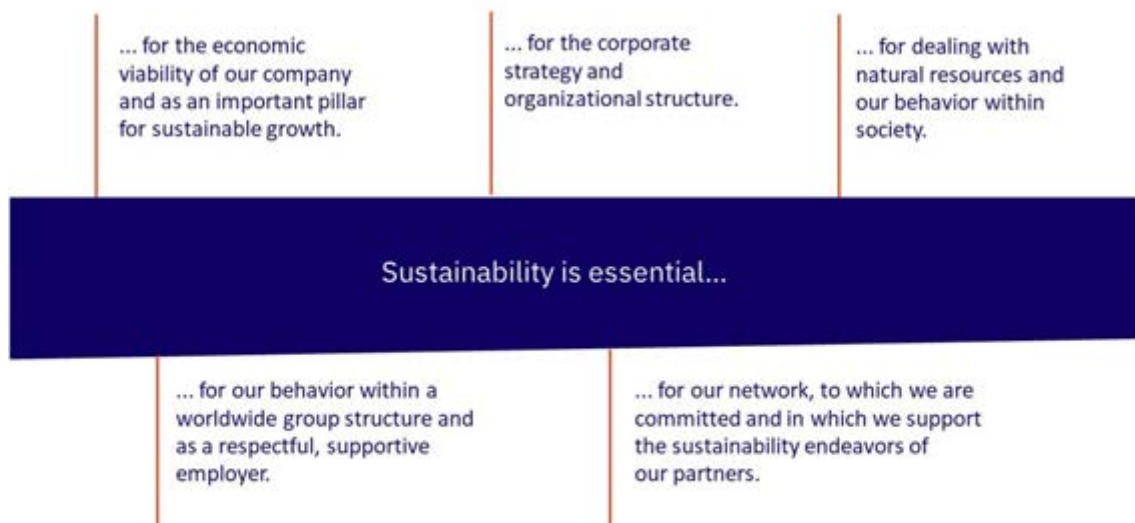 ... for the economic
viability of our company
and as an important pillar
for sustainable growth.
... for the corporate
strategy and
organizational structure.
... for dealing with
natural resources and
our behavior within
society.
Sustainability is essential...
... for our behavior within a
worldwide group structure and
as a respectful, supportive
employer.
... for our network, to which we are
committed and in which we support
the sustainability endeavors of
our partners.